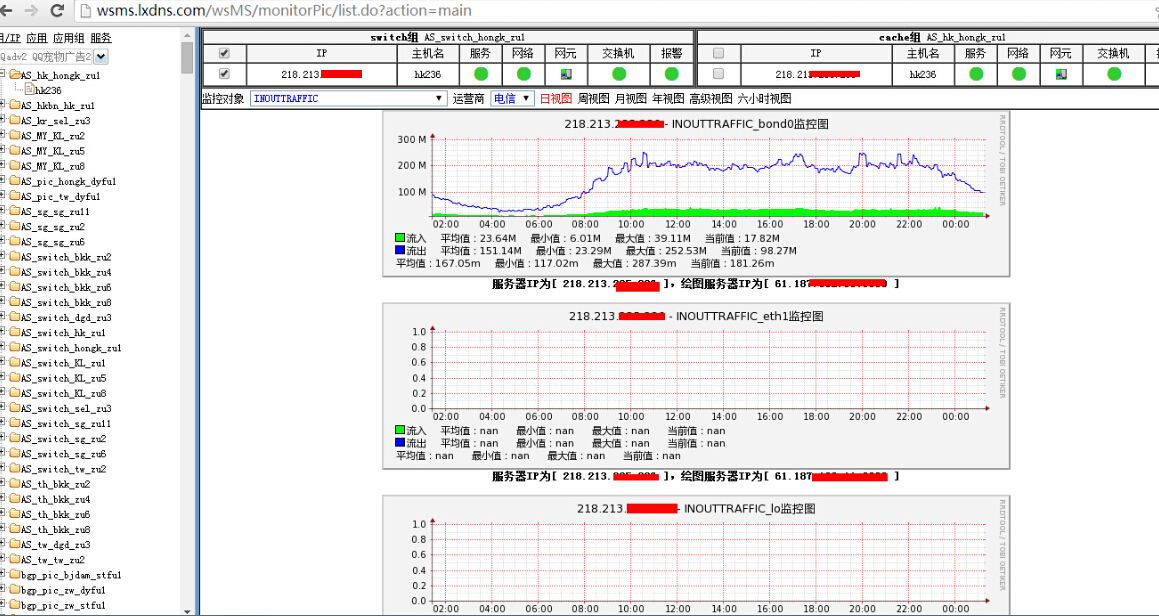 wsms.lxdns.com/wsMS/monitorPic/list.do?action=main
组/IP 应用 应用组 服务
Qadv2 QQ宠物广告2
AS_hk_hongk_zu1
hk236
AS_hkbn_hk_zu1
AS_kr_sel_zu3
AS_MY_KL_zu2
AS_MY_KL_zu5
AS_MY_KL_zu8
AS_pic_hongk_dyfu1
AS_pic_tw_dyfu1
AS_sg_sg_zu11
AS_sg_sg_zu2
AS_sg_sg_zu6
AS_switch_bkk_zu2
AS_switch_bkk_zu4
AS_switch_bkk_zu6
AS_switch_bkk_zu8
AS_switch_dgd_zu3
AS_switch_hk_zu1
AS_switch_hongk_zu1
AS_switch_KL_zu1
AS_switch_KL_zu5
AS_switch_KL_zu8
AS_switch_sel_zu3
AS_switch_sg_zu11
AS_switch_sg_zu2
AS_switch_sg_zu6
AS_switch_tw_zu2
AS_th_bkk_zu2
AS_th_bkk_zu4
AS_th_bkk_zu6
AS_th_bkk_zu8
AS_tw_dgd_zu3
AS_tw_tw_zu2
bgp_pic_bjdam_stfu1
bgp_pic_zw_dyfu1
bgp_pic_zw_stfu1
switch组 AS_switch_hongk_zu1
IP 主机名 服务 网络 网元 交换机 报警
218.213. hk236
cache组 AS_hk_hongk_zu1
IP 主机名 服务 网络 网元 交换机
218.213 hk236
监控对象 INOUTTRAFFIC 运营商 电信 日视图 周视图 月视图 年视图 高级视图 六小时视图
218.213. - INOUTTRAFFIC_bond0监控图
RRDTOOL / TOBI OETIKER
300 M
200 M
100 M
02:00 04:00 06:00 08:00 10:00 12:00 14:00 16:00 18:00 20:00 22:00 00:00
流入 平均值 : 23.64M 最小值 : 6.01M 最大值 : 39.11M 当前值 : 17.82M
流出 平均值 : 151.14M 最小值 : 23.29M 最大值 : 252.53M 当前值 : 98.27M
平均值 : 167.05m 最小值 : 117.02m 最大值 : 287.39m 当前值 : 181.26m
服务器IP为[ 218.213. ], 绘图服务器IP为[ 61.187 ]
218.213. - INOUTTRAFFIC_eth1监控图
RRDTOOL / TOBI OETIKER
1.0
0.8
0.6
0.4
0.2
0.0
02:00 04:00 06:00 08:00 10:00 12:00 14:00 16:00 18:00 20:00 22:00 00:00
流入 平均值 : nan 最小值 : nan 最大值 : nan 当前值 : nan
流出 平均值 : nan 最小值 : nan 最大值 : nan 当前值 : nan
平均值 : nan 最小值 : nan 最大值 : nan 当前值 : nan
服务器IP为[ 218.213. ], 绘图服务器IP为[ 61.187 ]
218.213. - INOUTTRAFFIC_lo监控图
RRDTOOL / TOBI OETIKER
1.0
0.8
0.6
0.4
0.2
0.0
02:00 04:00 06:00 08:00 10:00 12:00 14:00 16:00 18:00 20:00 22:00 00:00